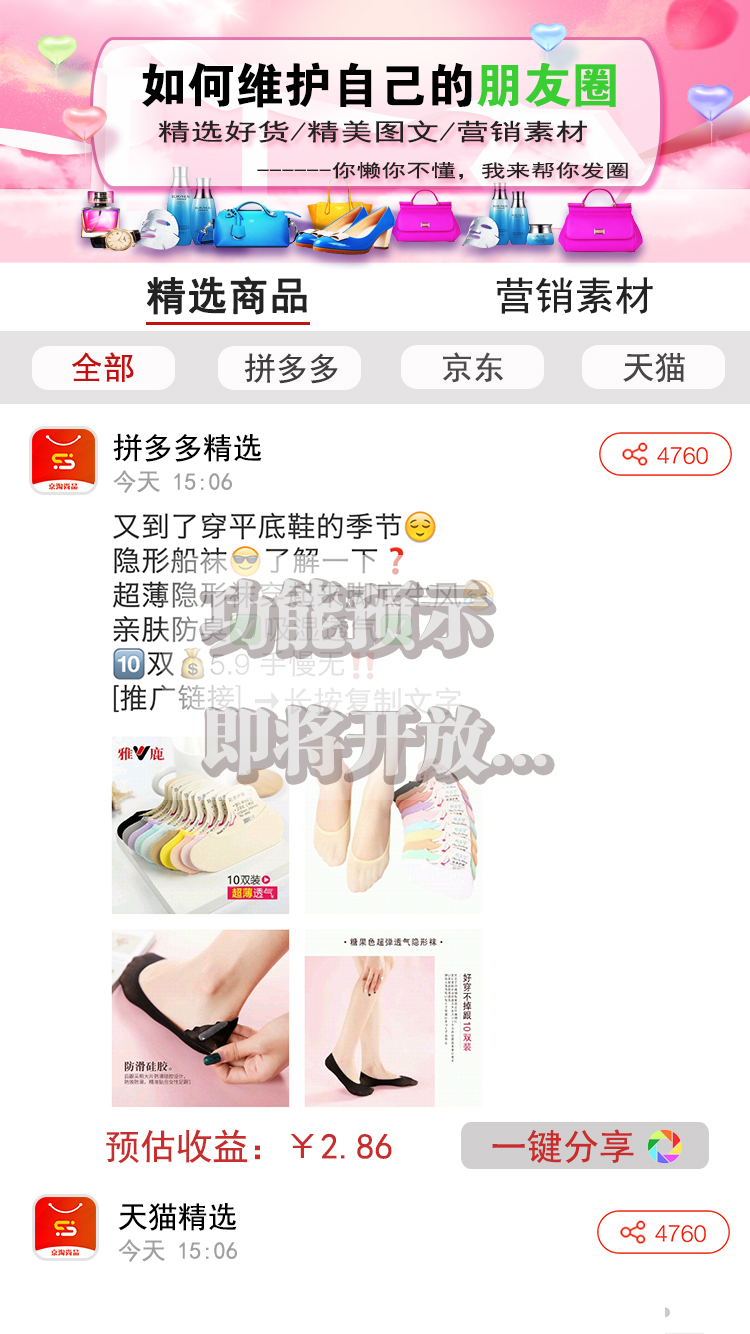 如何维护自己的朋友圈
精选好货/精美图文/营销素材
------你懒你不懂，我来帮你发圈
精选商品
营销素材
全部
拼多多
京东
天猫
京淘尚品
拼多多精选
今天 15:06
4760
又到了穿平底鞋的季节😌
隐形船袜😎了解一下❓
超薄隐形
亲肤防臭
🔟双💰5.9 手慢无‼️
[推广链接] →长按复制文字
功能预示
即将开放...
雅鹿
10双装
超薄透气
防滑硅胶。
·糖果色超弹透气隐形袜·
好穿不掉跟10双装
预估收益：￥2.86
一键分享
京淘尚品
天猫精选
今天 15:06
4760